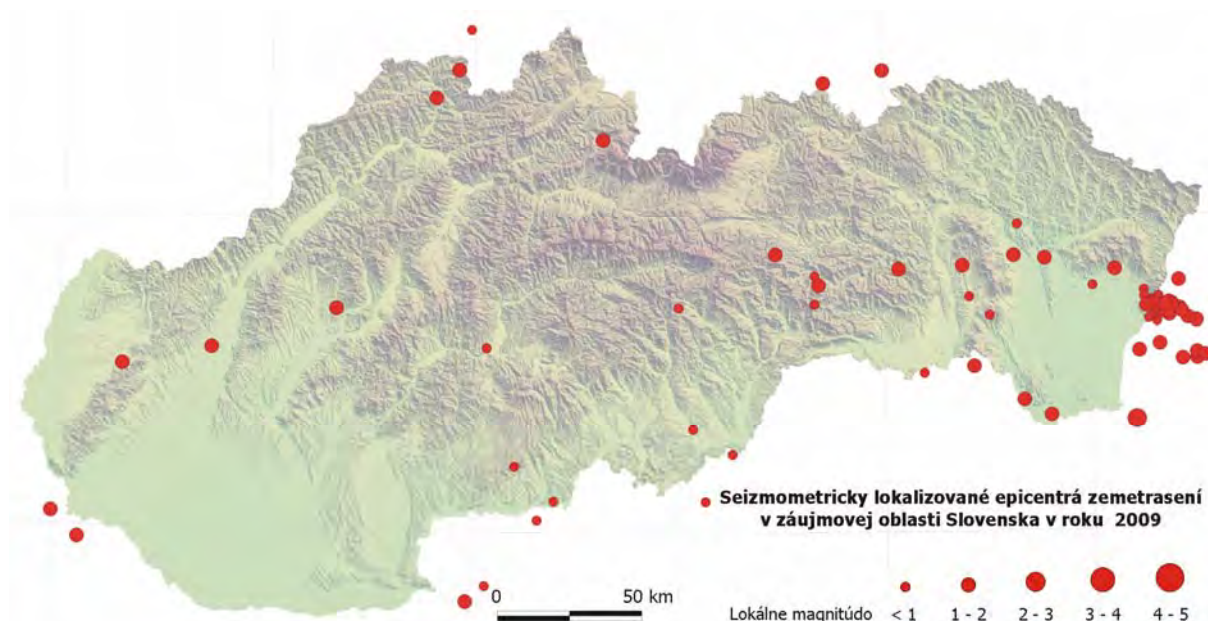 Seizmometricky lokalizované epicentrá zemetrasení
v záujmovej oblasti Slovenska v roku 2009
0 50 km
Lokálne magnitúdo < 1 1 - 2 2 - 3 3 - 4 4 - 5